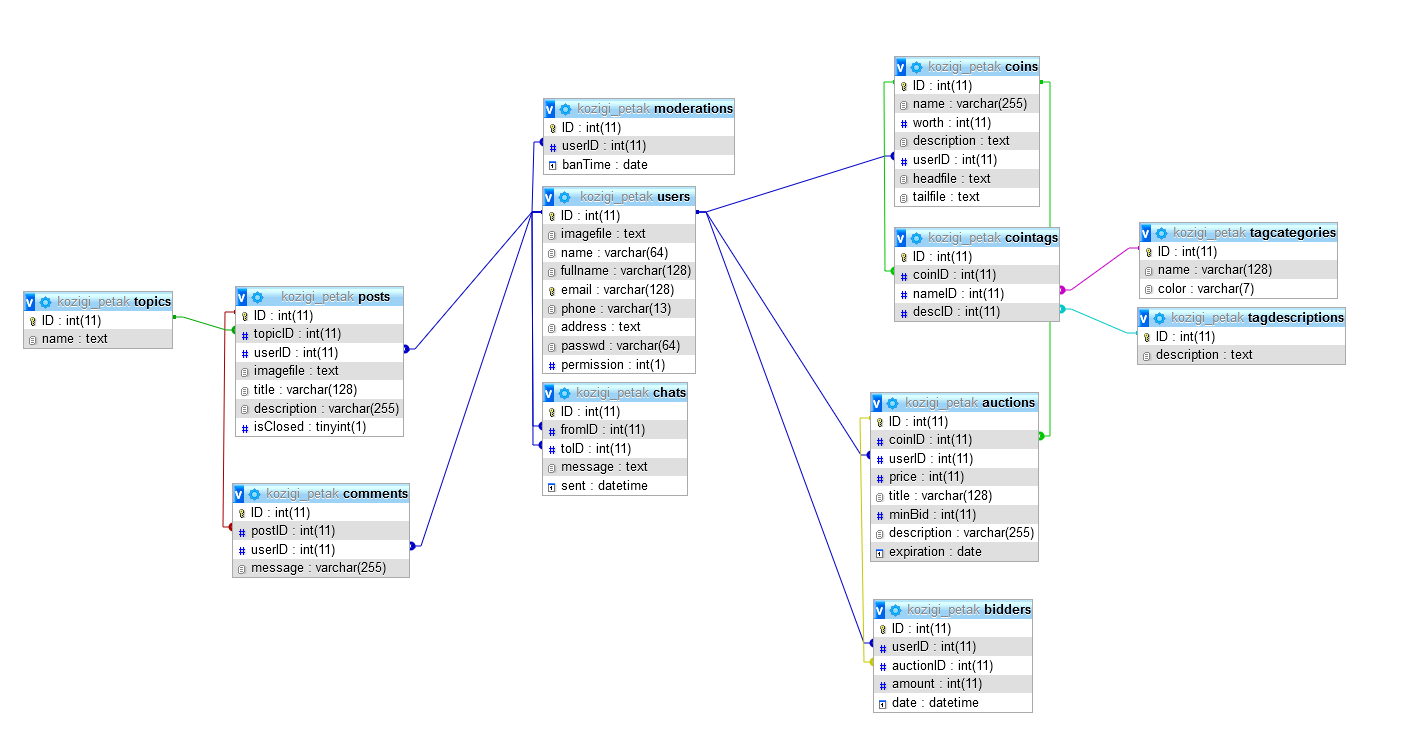 kozigi_petak topics
ID : int(11)
name : text
kozigi_petak posts
ID : int(11)
topicID : int(11)
userID : int(11)
imagefile : text
title : varchar(128)
description : varchar(255)
isClosed : tinyint(1)
kozigi_petak comments
ID : int(11)
postID : int(11)
userID : int(11)
message : varchar(255)
kozigi_petak moderations
ID : int(11)
userID : int(11)
banTime : date
kozigi_petak users
ID : int(11)
imagefile : text
name : varchar(64)
fullname : varchar(128)
email : varchar(128)
phone : varchar(13)
address : text
passwd : varchar(64)
permission : int(1)
kozigi_petak chats
ID : int(11)
fromID : int(11)
toID : int(11)
message : text
sent : datetime
kozigi_petak coins
ID : int(11)
name : varchar(255)
worth : int(11)
description : text
userID : int(11)
headfile : text
tailfile : text
kozigi_petak cointags
ID : int(11)
coinID : int(11)
nameID : int(11)
descID : int(11)
kozigi_petak auctions
ID : int(11)
coinID : int(11)
userID : int(11)
price : int(11)
title : varchar(128)
minBid : int(11)
description : varchar(255)
expiration : date
kozigi_petak bidders
ID : int(11)
userID : int(11)
auctionID : int(11)
amount : int(11)
date : datetime
kozigi_petak tagcategories
ID : int(11)
name : varchar(128)
color : varchar(7)
kozigi_petak tagdescriptions
ID : int(11)
description : text